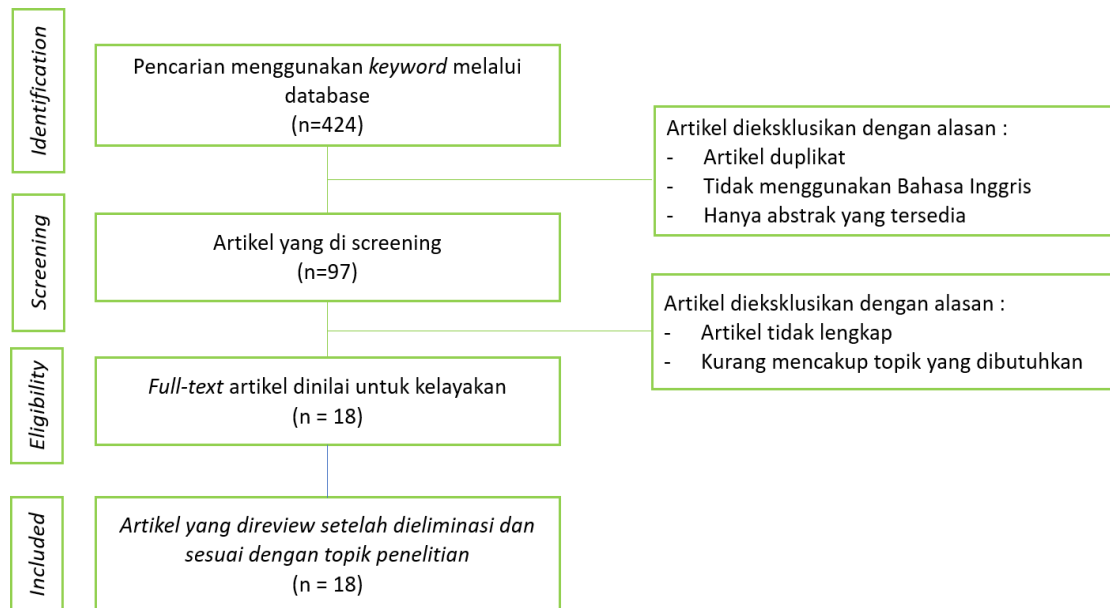 Identification
Pencarian menggunakan keyword melalui
database
(n=424)
Artikel dieksklusikan dengan alasan :
- Artikel duplikat
- Tidak menggunakan Bahasa Inggris
- Hanya abstrak yang tersedia
Screening
Artikel yang di screening
(n=97)
Artikel dieksklusikan dengan alasan :
- Artikel tidak lengkap
- Kurang mencakup topik yang dibutuhkan
Eligibility
Full-text artikel dinilai untuk kelayakan
(n = 18)
Included
Artikel yang direview setelah dieliminasi dan
sesuai dengan topik penelitian
(n = 18)